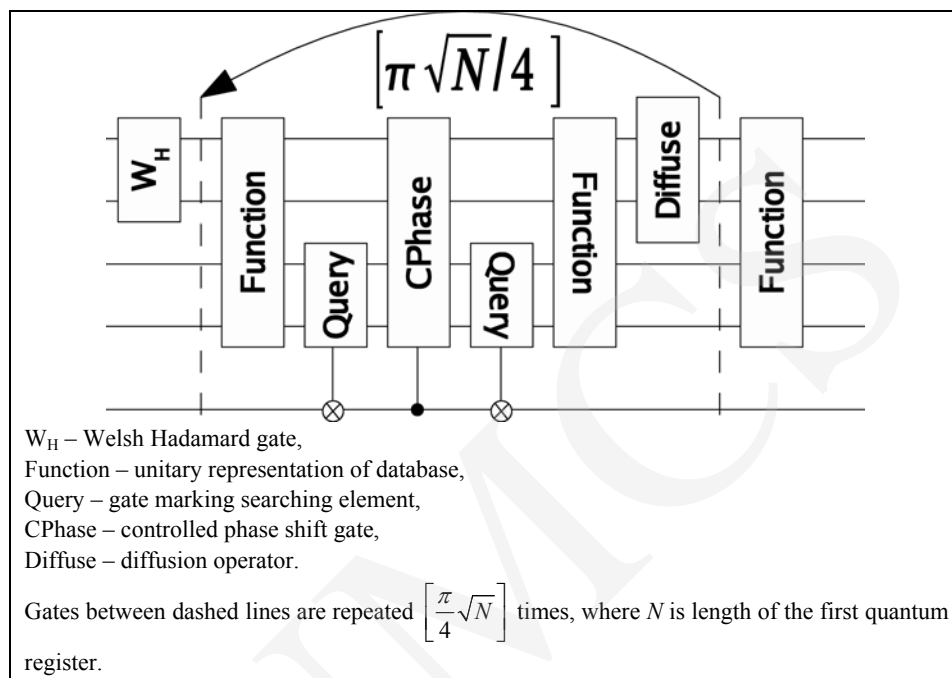 [π √N/4 ]
W_H
Function
Query
CPhase
Query
Function
Diffuse
Function
W_H – Welsh Hadamard gate,
Function – unitary representation of database,
Query – gate marking searching element,
CPhase – controlled phase shift gate,
Diffuse – diffusion operator.
Gates between dashed lines are repeated [π/4 √N] times, where N is length of the first quantum
register.